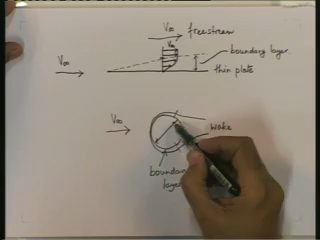 V∞ freestream
V∞
V∞
boundary layer
thin plate
V∞
wake
boundary
layer